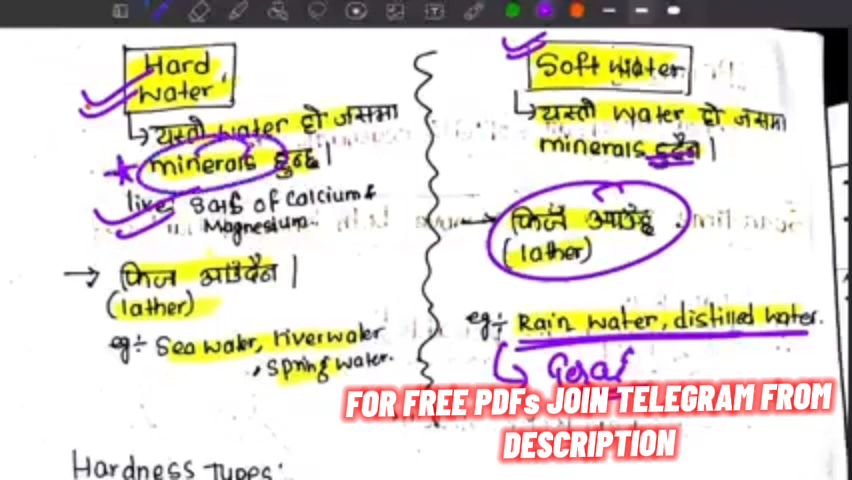 Hard
Water
यस्तो water हो जसमा
minerals हुन्छ |
like: Salts of Calcium &
Magnesium.
→ फिज आउँदैन |
(lather)
eg:- Sea water, river water
, spring water.
Soft Water
यस्तो water हो जसमा
minerals हुदैन |
→ फिज आउँछ .
(lather)
eg:- Rain water, distilled water.
FOR FREE PDFs JOIN TELEGRAM FROM
DESCRIPTION
Hardness Types: